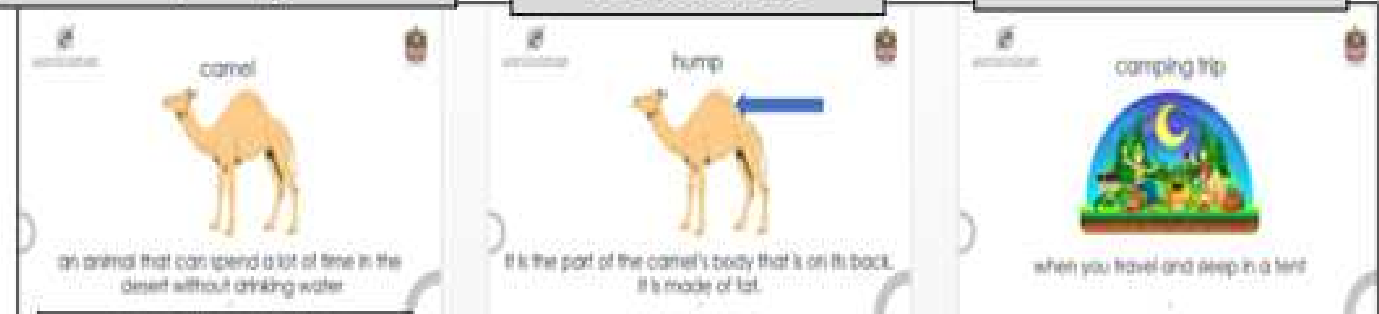 camel
an animal that can spend a lot of time in the
desert without drinking water
hump
It is the part of the camel's body that is on its back.
It is made of fat.
camping trip
when you travel and sleep in a tent